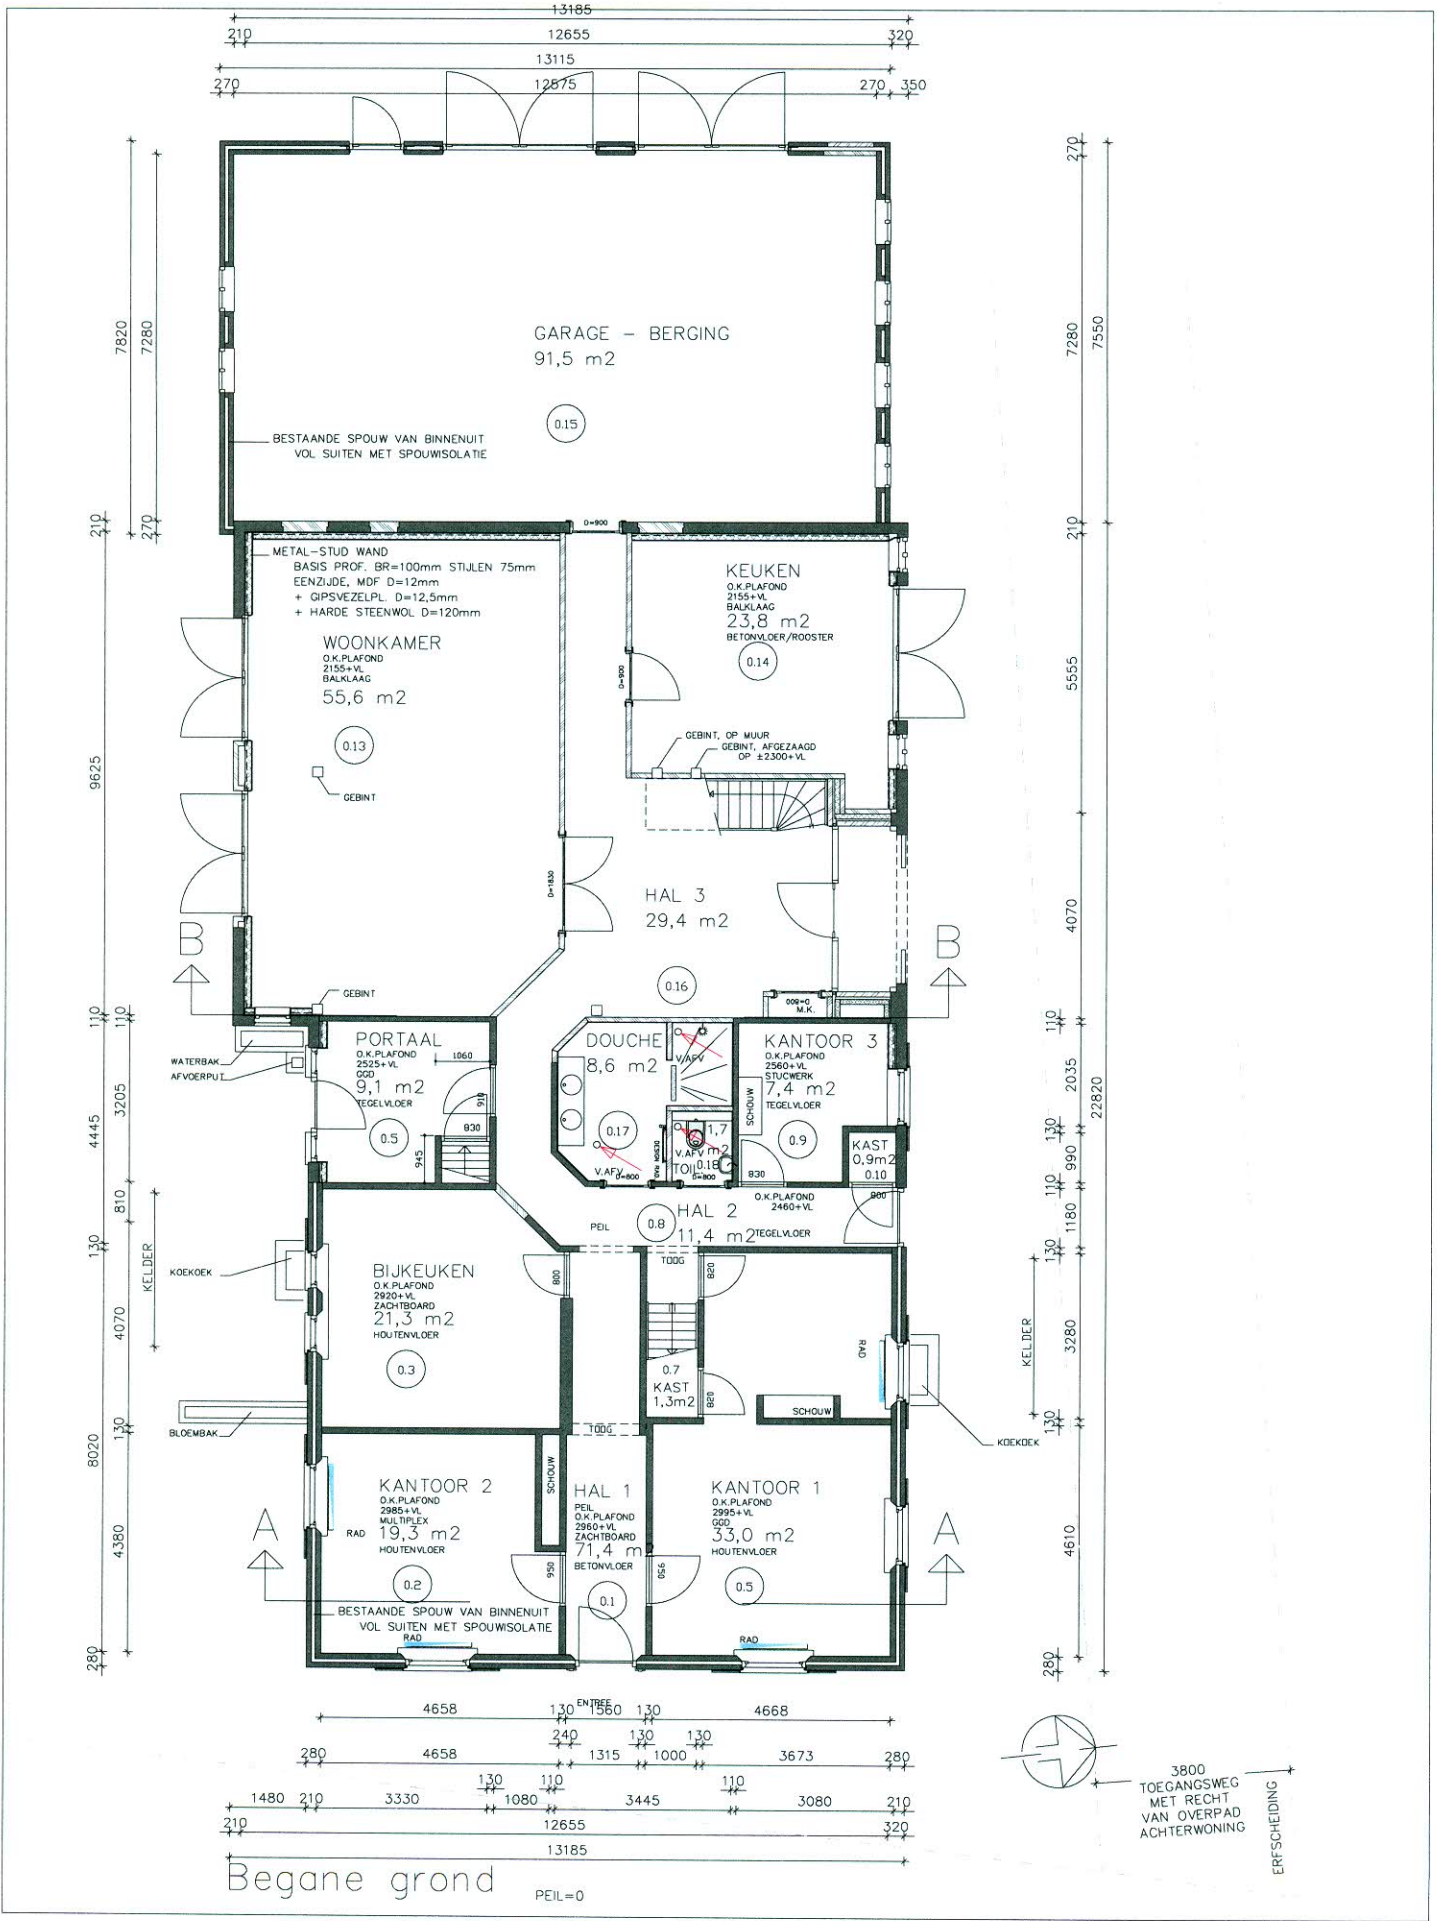 13185
210 12655 320
13115
270 12575 270 350
7820
7280
270
7280
7550
GARAGE - BERGING
91,5 m2
0.15
BESTAANDE SPOUW VAN BINNENUIT
VOL SUITEN MET SPOUWISOLATIE
210
270
D=900
210
METAL-STUD WAND
BASIS PROF. BR=100mm STIJLEN 75mm
EENZIJDE, MDF D=12mm
+ GIPSVEZELPL. D=12,5mm
+ HARDE STEENWOL D=120mm
WOONKAMER
O.K.PLAFOND
2155+VL
BALKLAAG
55,6 m2
0.13
GEBINT
KEUKEN
O.K.PLAFOND
2155+VL
BALKLAAG
23,8 m2
BETONVLOER/ROOSTER
0.14
D=900
GEBINT, OP MUUR
GEBINT, AFGEZAAGD
OP ±2300+VL
9625
5555
D=1830
HAL 3
29,4 m2
0.16
4070
B
B
GEBINT
D=800
M.K.
110
110
110
WATERBAK
AFVOERPUT
PORTAAL
O.K.PLAFOND
2525+VL
GGD
9,1 m2
TEGELVLOER
0.5
1060
910
830
945
DOUCHE
8,6 m2
V.AFV
0.17
V.AFV
D=800
DESIGN RAD
1,7
m2
V.AFV
TOIL.
0.18
D=800
KANTOOR 3
O.K.PLAFOND
2560+VL
STUCWERK
7,4 m2
TEGELVLOER
SCHOUW
0.9
830
KAST
0,9m2
0.10
800
4445
3205
2035
22820
130
990
110
810
1180
130
130
O.K.PLAFOND
2460+VL
HAL 2
11,4 m2
TEGELVLOER
0.8
PEIL
TOOG
KELDER
KOEKOEK
BIJKEUKEN
O.K.PLAFOND
2920+VL
ZACHTBOARD
21,3 m2
HOUTENVLOER
0.3
800
820
0.7
KAST
1,3m2
820
RAD
SCHOUW
KELDER
4070
3280
130
130
BLOEMBAK
TOOG
KOEKOEK
8020
4380
4610
KANTOOR 2
O.K.PLAFOND
2985+VL
MULTIPLEX
RAD 19,3 m2
HOUTENVLOER
0.2
SCHOUW
950
HAL 1
PEIL
O.K.PLAFOND
2960+VL
ZACHTBOARD
71,4 m
BETONVLOER
0.1
950
KANTOOR 1
O.K.PLAFOND
2995+VL
GGD
33,0 m2
HOUTENVLOER
0.5
A
A
BESTAANDE SPOUW VAN BINNENUIT
VOL SUITEN MET SPOUWISOLATIE
RAD
RAD
280
280
ENTREE
4658 130 1560 130 4668
240 130 130
280 4658 1315 1000 3673 280
130 110 110
1480 210 3330 1080 3445 3080 210
210 12655 320
13185
3800
TOEGANGSWEG
MET RECHT
VAN OVERPAD
ACHTERWONING
ERFSCHEIDING
Begane grond
PEIL=0